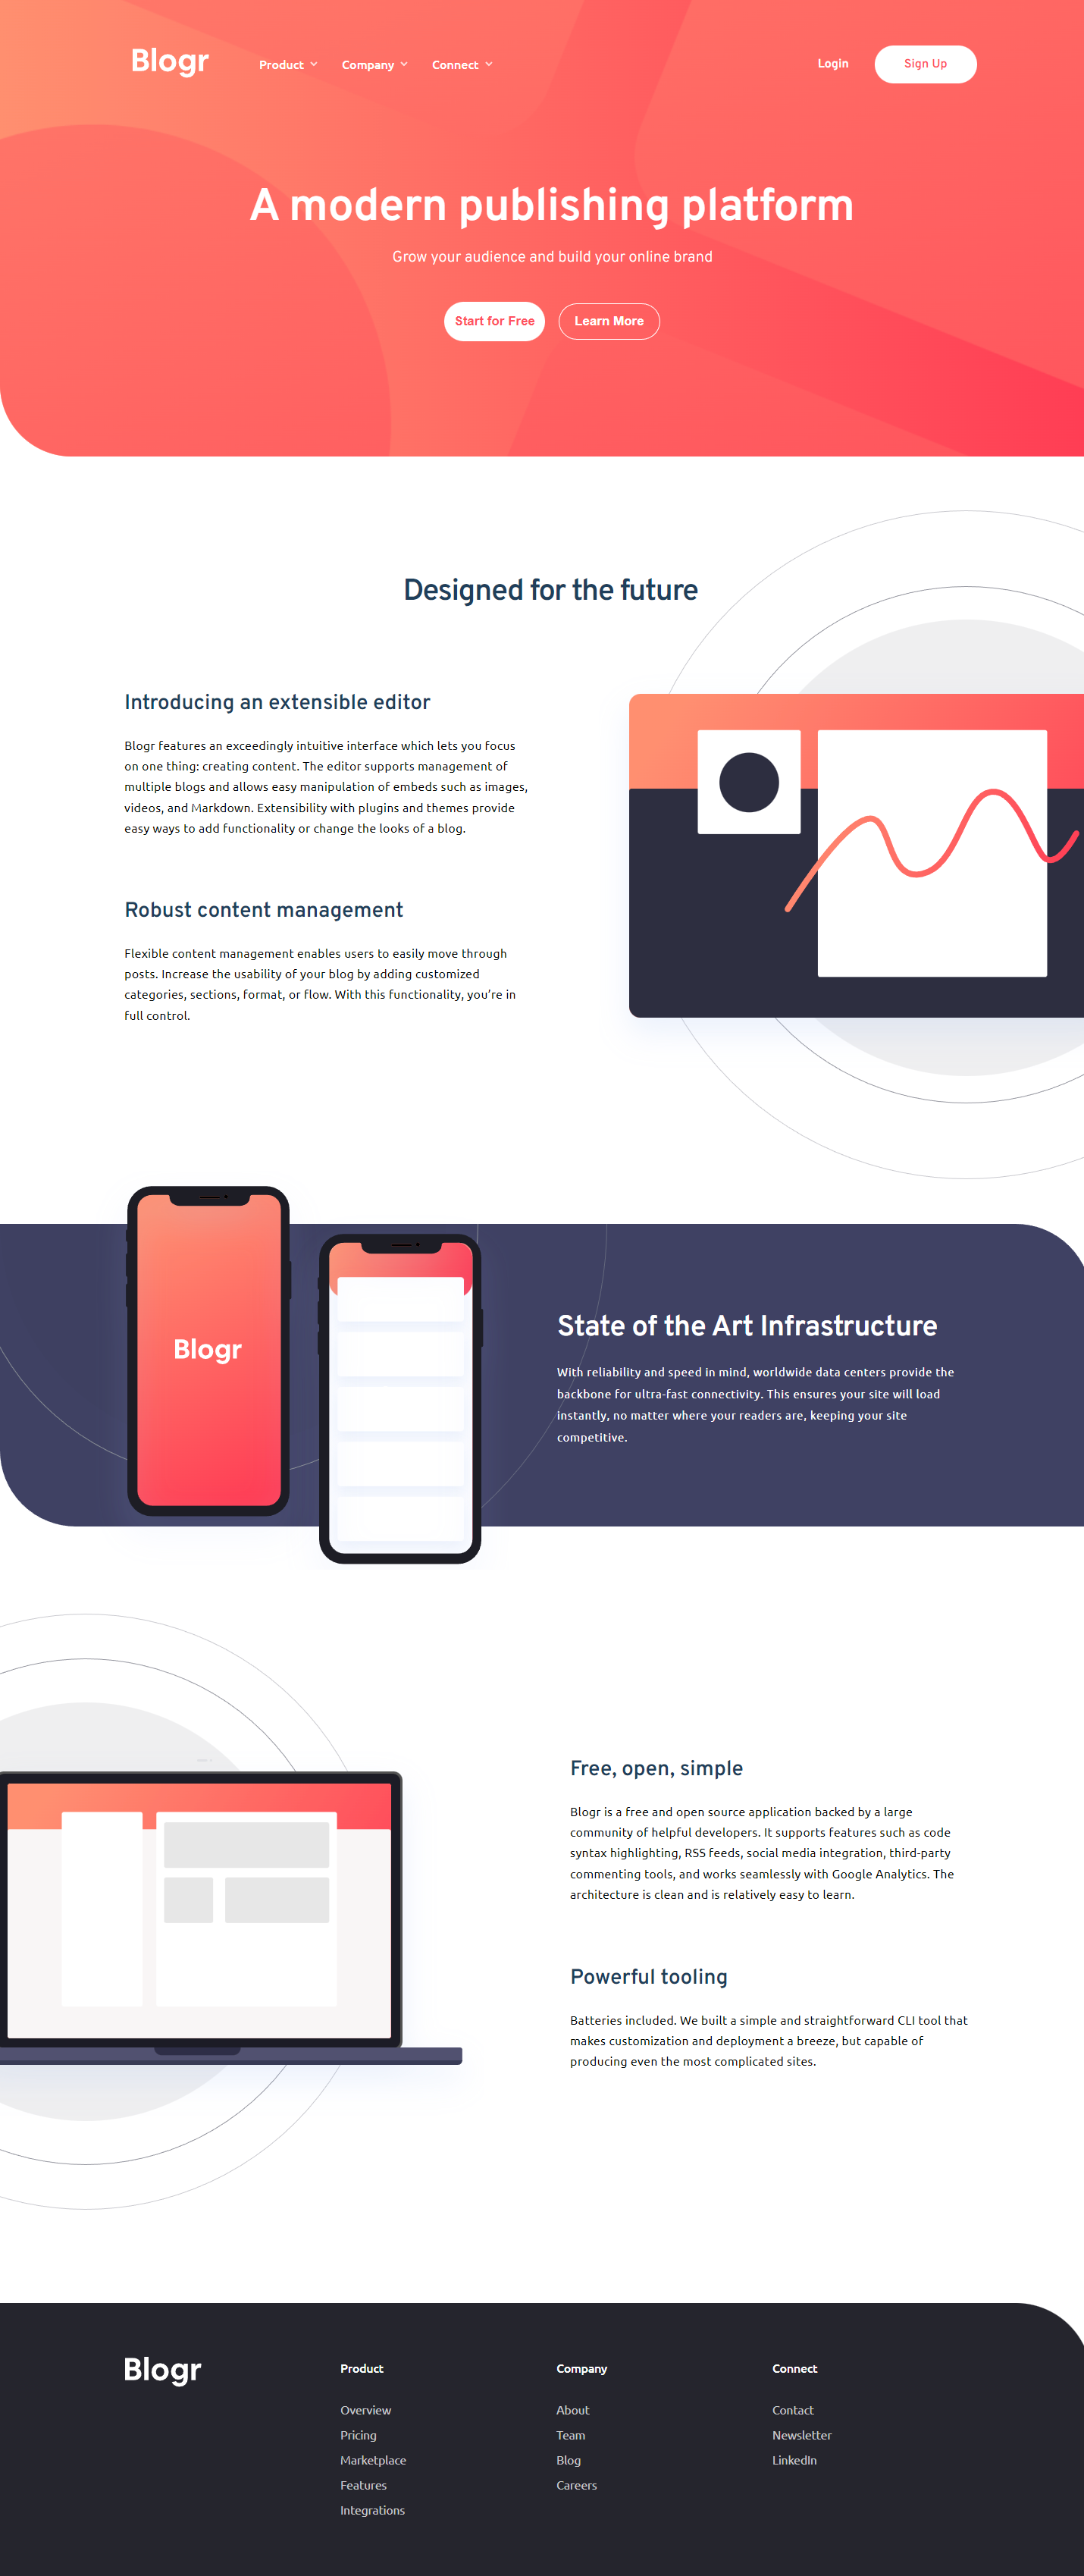 Blogr
Product
Company
Connect
Login
Sign Up
A modern publishing platform
Grow your audience and build your online brand
Start for Free
Learn More
Designed for the future
Introducing an extensible editor
Blogr features an exceedingly intuitive interface which lets you focus
on one thing: creating content. The editor supports management of
multiple blogs and allows easy manipulation of embeds such as images,
videos, and Markdown. Extensibility with plugins and themes provide
easy ways to add functionality or change the looks of a blog.
Robust content management
Flexible content management enables users to easily move through
posts. Increase the usability of your blog by adding customized
categories, sections, format, or flow. With this functionality, you’re in
full control.
Blogr
State of the Art Infrastructure
With reliability and speed in mind, worldwide data centers provide the
backbone for ultra-fast connectivity. This ensures your site will load
instantly, no matter where your readers are, keeping your site
competitive.
Free, open, simple
Blogr is a free and open source application backed by a large
community of helpful developers. It supports features such as code
syntax highlighting, RSS feeds, social media integration, third-party
commenting tools, and works seamlessly with Google Analytics. The
architecture is clean and is relatively easy to learn.
Powerful tooling
Batteries included. We built a simple and straightforward CLI tool that
makes customization and deployment a breeze, but capable of
producing even the most complicated sites.
Blogr
Product
Overview
Pricing
Marketplace
Features
Integrations
Company
About
Team
Blog
Careers
Connect
Contact
Newsletter
LinkedIn